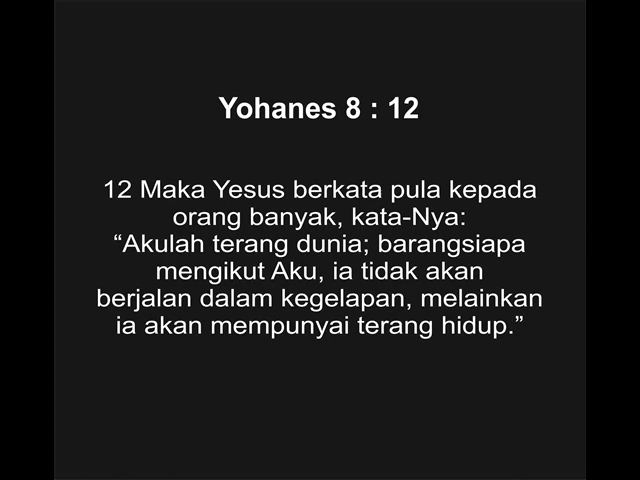 Yohanes 8 : 12
12 Maka Yesus berkata pula kepada
orang banyak, kata-Nya:
“Akulah terang dunia; barangsiapa
mengikut Aku, ia tidak akan
berjalan dalam kegelapan, melainkan
ia akan mempunyai terang hidup.”